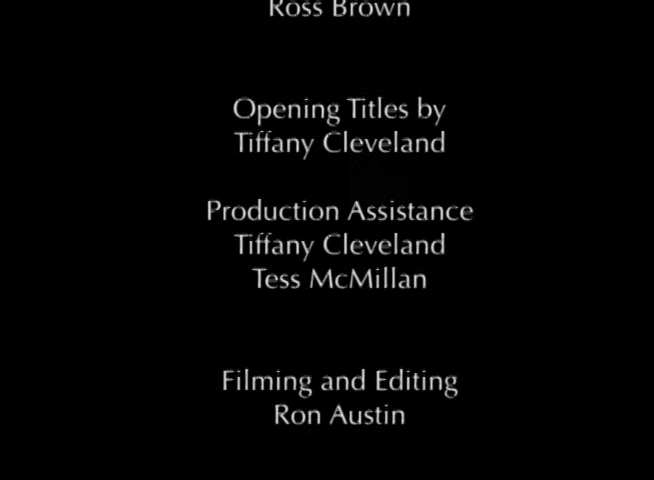 Ross Brown
Opening Titles by
Tiffany Cleveland
Production Assistance
Tiffany Cleveland
Tess McMillan
Filming and Editing
Ron Austin